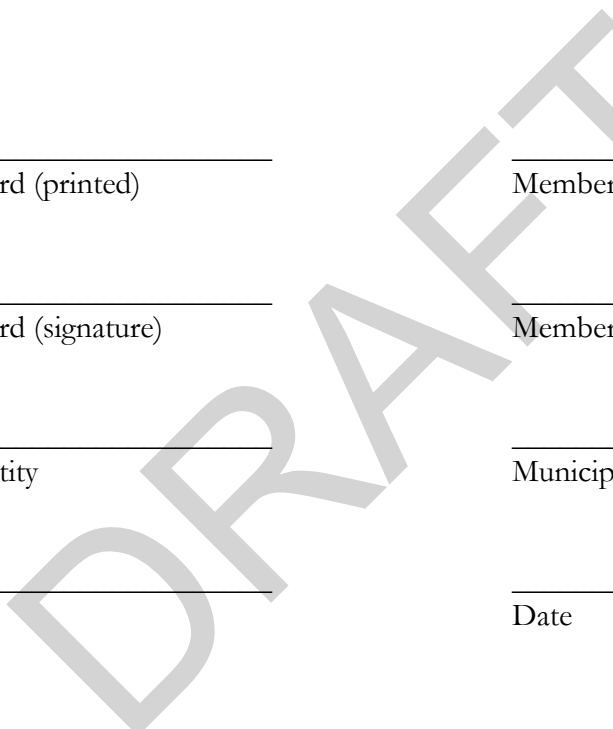 rd (printed) Member
rd (signature) Member
tity Municip
Date
DRAFT